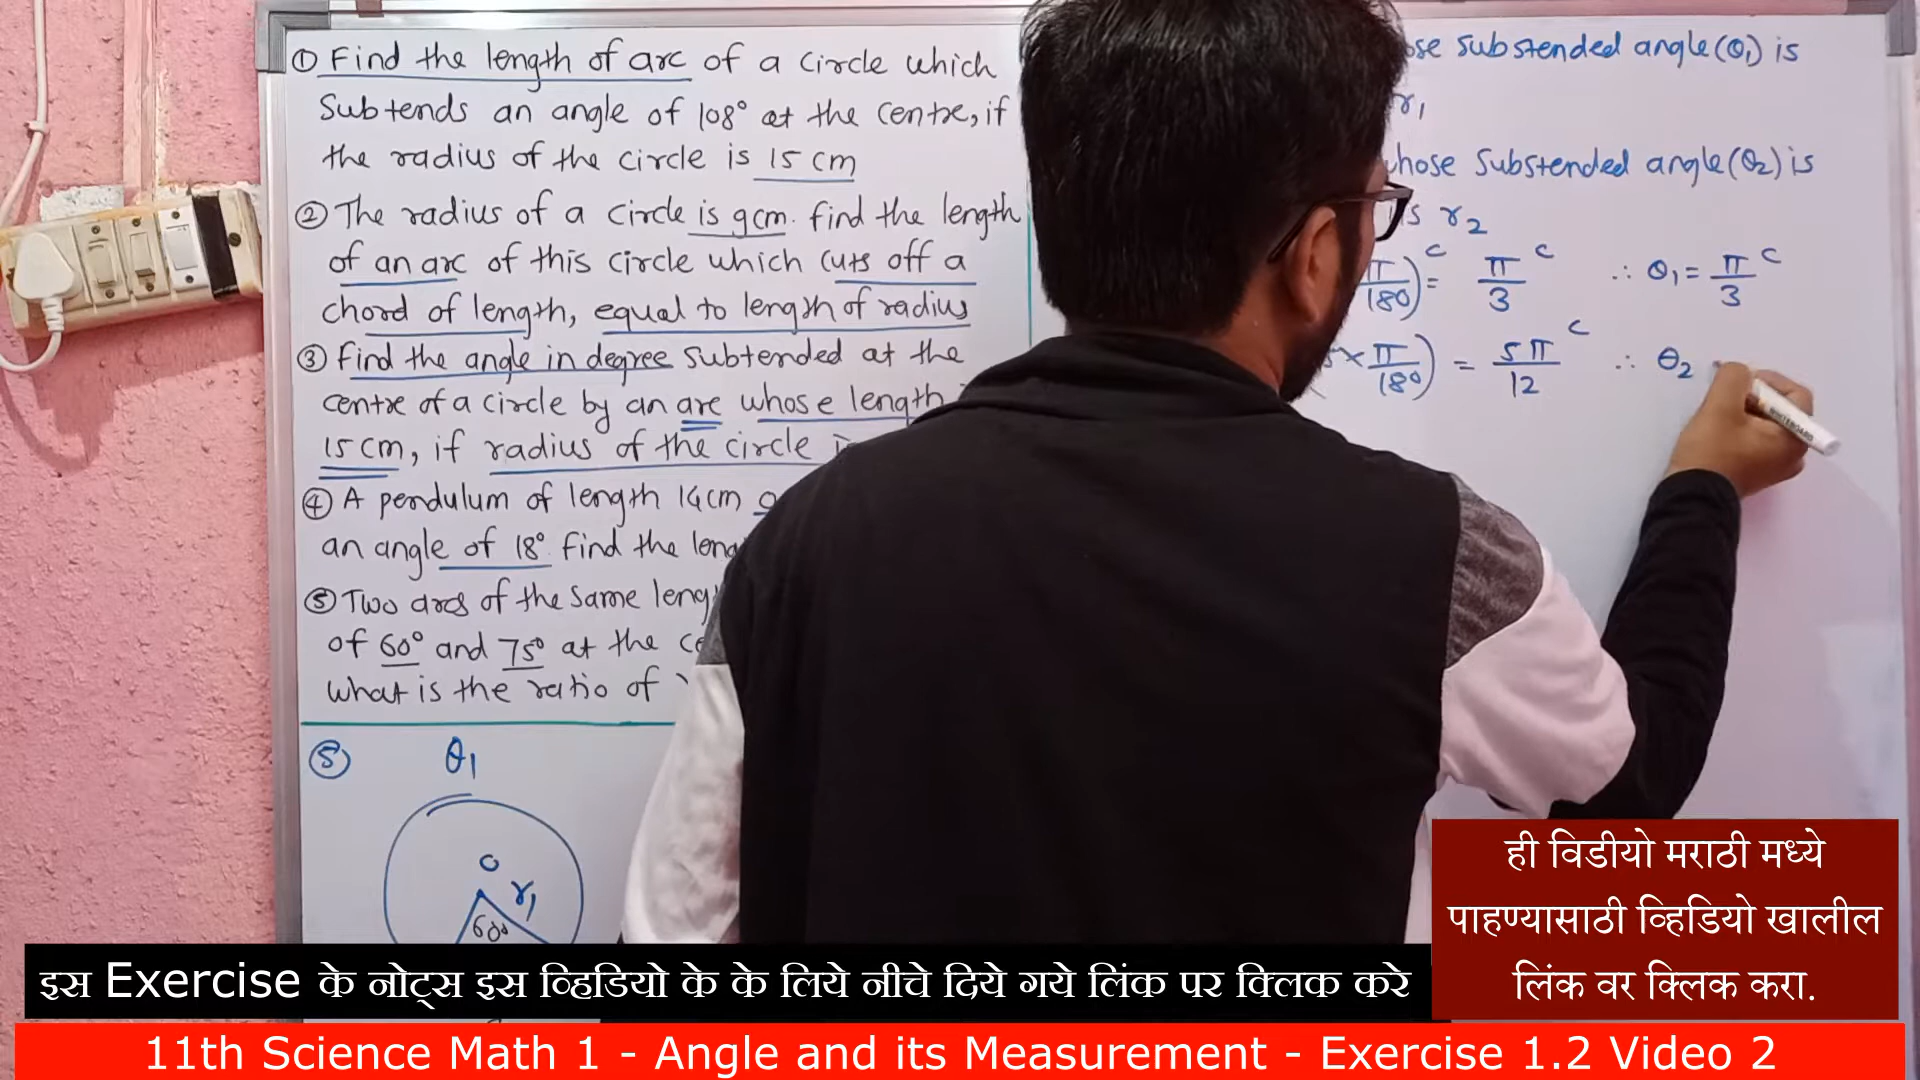 ① Find the length of arc of a circle which
Subtends an angle of 108° at the centre, if
the radius of the circle is 15 cm
② The radius of a circle is 9cm. find the length
of an arc of this circle which cuts off a
chord of length, equal to length of radius
③ Find the angle in degree subtended at the
centre of a circle by an arc whose length
15 cm, if radius of the circle
④ A pendulum of length 14cm
an angle of 18° find the
⑤ Two arcs of the same
of 60° and 75° at the
what is the ratio of
⑤ θ1
O
r1
60°
substended angle (θ1) is
r1
whose substended angle (θ2) is
r2
π/180)ᶜ = π/3 ᶜ ∴ θ1 = π/3 ᶜ
× π/180) = 5π/12 ᶜ ∴ θ2
WHITEBOARD
ही विडीयो मराठी मध्ये
पाहण्यासाठी व्हिडियो खालील
लिंक वर क्लिक करा.
इस Exercise के नोट्स इस व्हिडियो के के लिये नीचे दिये गये लिंक पर क्लिक करे
11th Science Math 1 - Angle and its Measurement - Exercise 1.2 Video 2